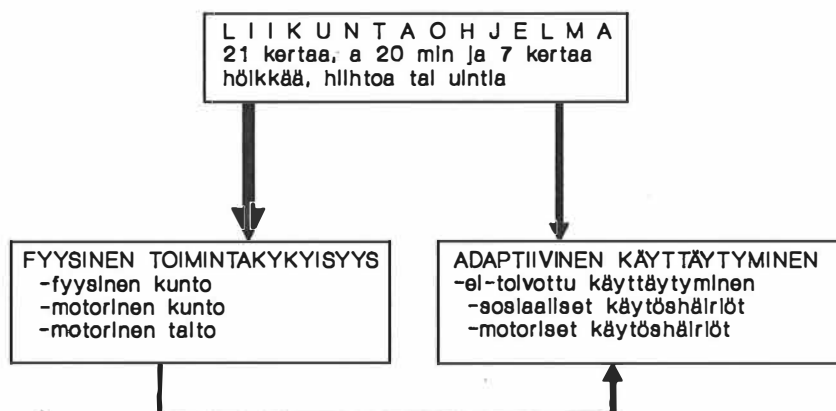 L I I K U N T A O H J E L M A
21 kertaa, a 20 min ja 7 kertaa
hölkkää, hiihtoa tai uintia
FYYSINEN TOIMINTAKYKYISYYS
-fyysinen kunto
-motorinen kunto
-motorinen taito
ADAPTIIVINEN KÄYTTÄYTYMINEN
-ei-toivottu käyttäytyminen
-sosiaaliset käytöshäiriöt
-motoriset käytöshäiriöt